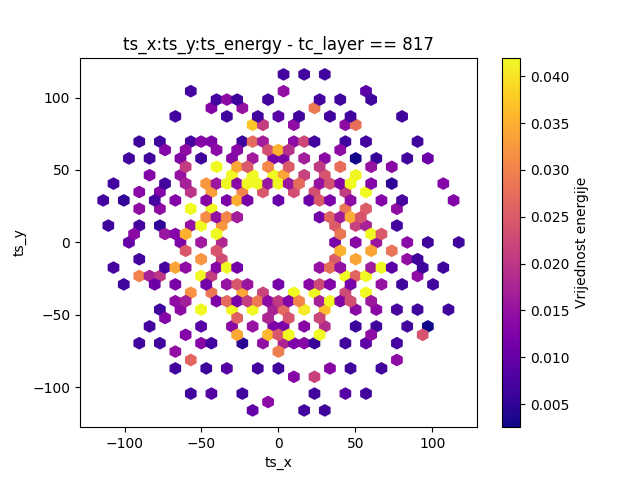 ts_x:ts_y:ts_energy - tc_layer == 817
100
50
0
−50
−100
ts_y
−100 −50 0 50 100
ts_x
0.040
0.035
0.030
0.025
0.020
0.015
0.010
0.005
Vrijednost energije